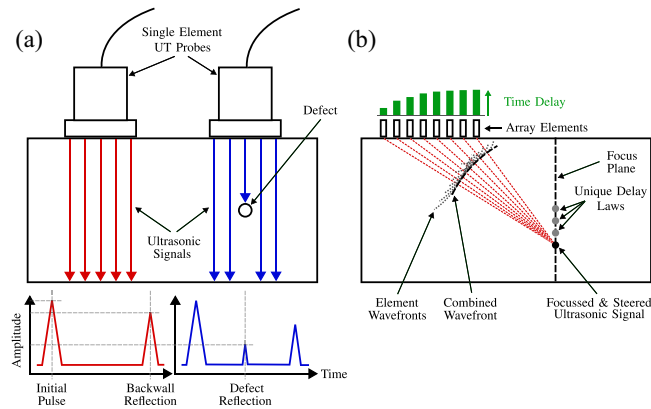 (a)
Single Element
UT Probes
Defect
Ultrasonic
Signals
Amplitude
Time
Initial
Pulse
Backwall
Reflection
Defect
Reflection
(b)
Time Delay
Array Elements
Focus
Plane
Unique Delay
Laws
Element
Wavefronts
Combined
Wavefront
Focussed & Steered
Ultrasonic Signal